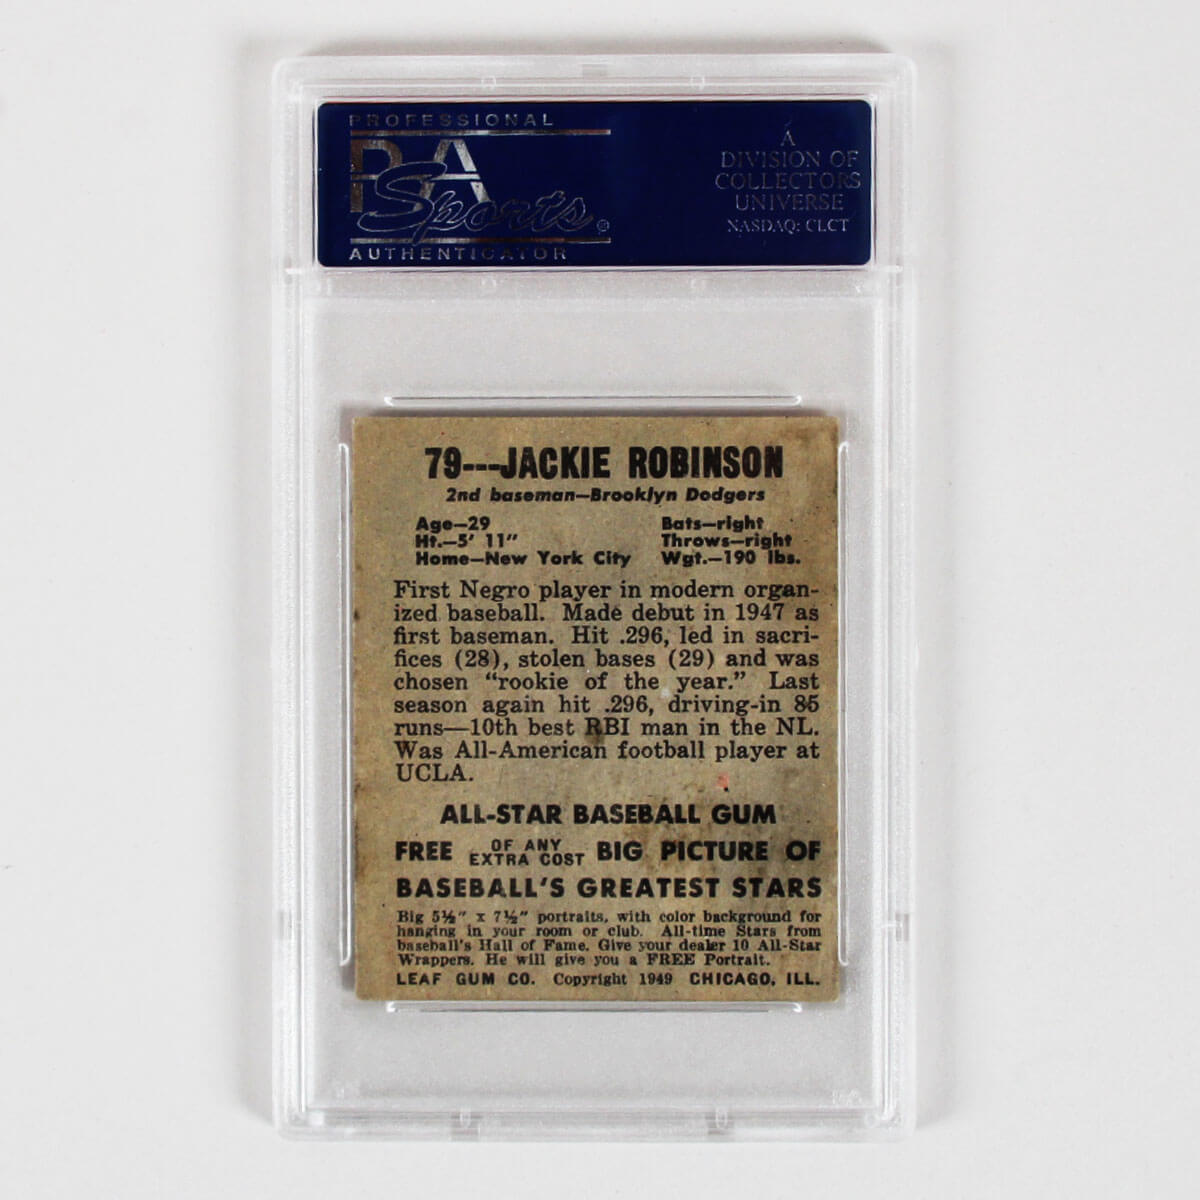 PROFESSIONAL
PSA
Sports®
AUTHENTICATOR
A
DIVISION OF
COLLECTORS
UNIVERSE
NASDAQ: CLCT
79---JACKIE ROBINSON
2nd baseman—Brooklyn Dodgers
Age—29 Bats—right
Ht.—5' 11" Throws—right
Home—New York City Wgt.—190 lbs.
First Negro player in modern organ-
ized baseball. Made debut in 1947 as
first baseman. Hit .296, led in sacri-
fices (28), stolen bases (29) and was
chosen "rookie of the year." Last
season again hit .296, driving-in 85
runs—10th best RBI man in the NL.
Was All-American football player at
UCLA.
ALL-STAR BASEBALL GUM
FREE OF ANY EXTRA COST BIG PICTURE OF
BASEBALL'S GREATEST STARS
Big 5½" x 7½" portraits, with color background for
hanging in your room or club. All-time Stars from
baseball's Hall of Fame. Give your dealer 10 All-Star
Wrappers. He will give you a FREE Portrait.
LEAF GUM CO. Copyright 1949 CHICAGO, ILL.